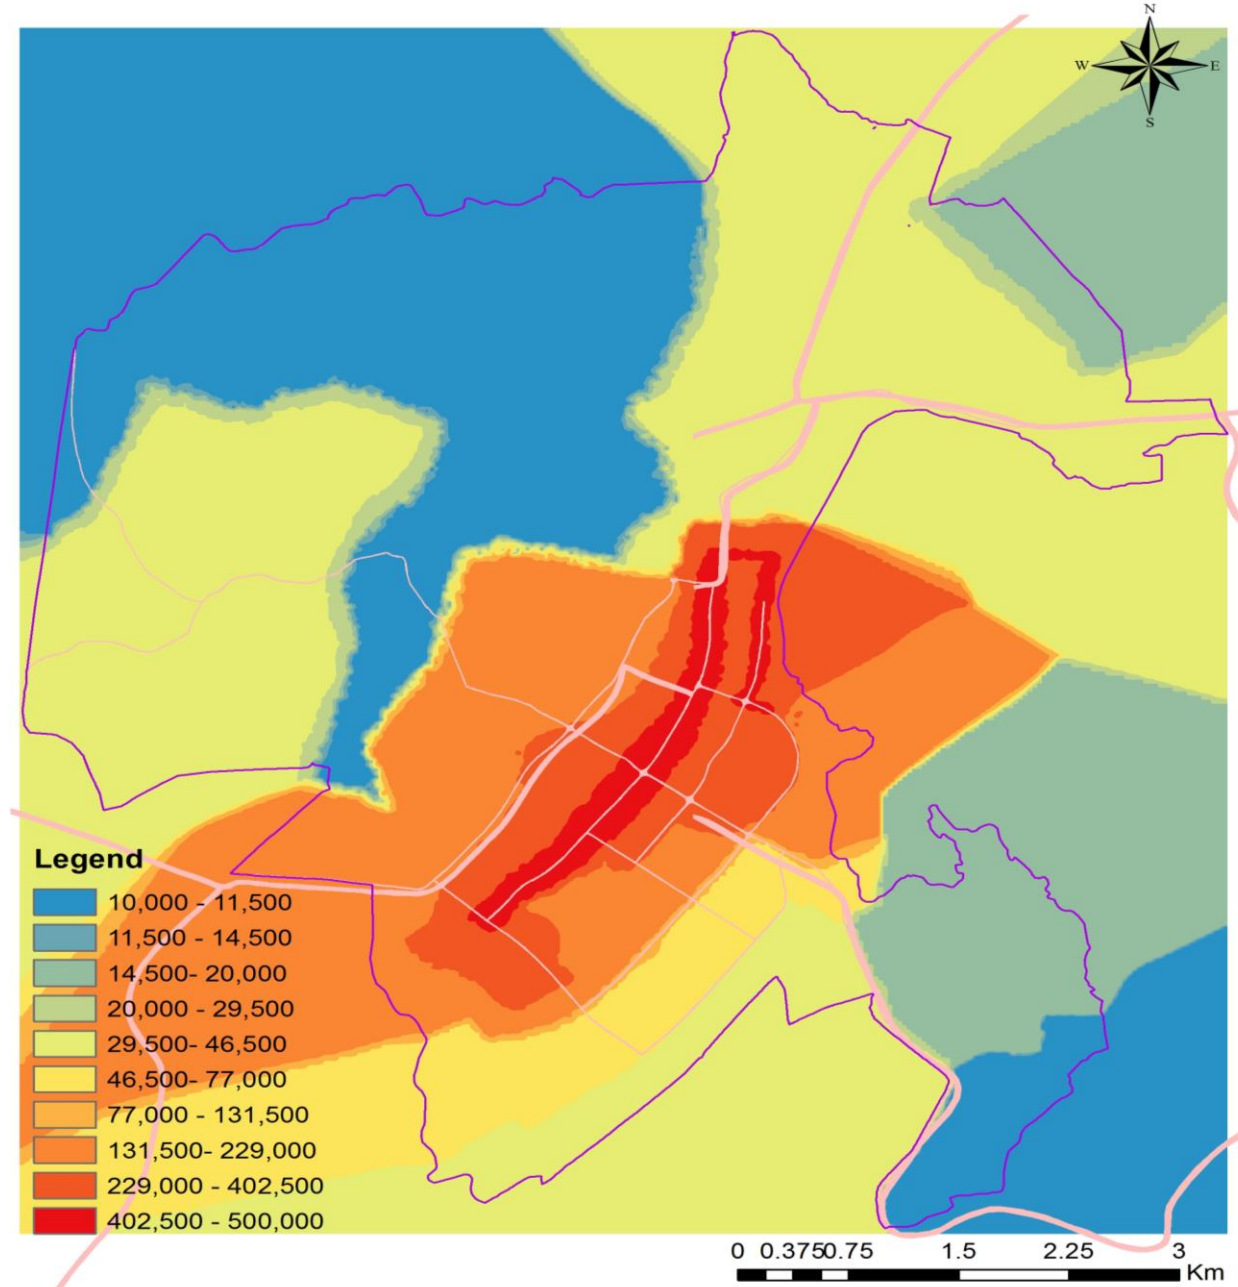 N
W E
S
Legend
10,000 - 11,500
11,500 - 14,500
14,500- 20,000
20,000 - 29,500
29,500- 46,500
46,500- 77,000
77,000 - 131,500
131,500- 229,000
229,000 - 402,500
402,500 - 500,000
0 0.3750.75 1.5 2.25 3
Km